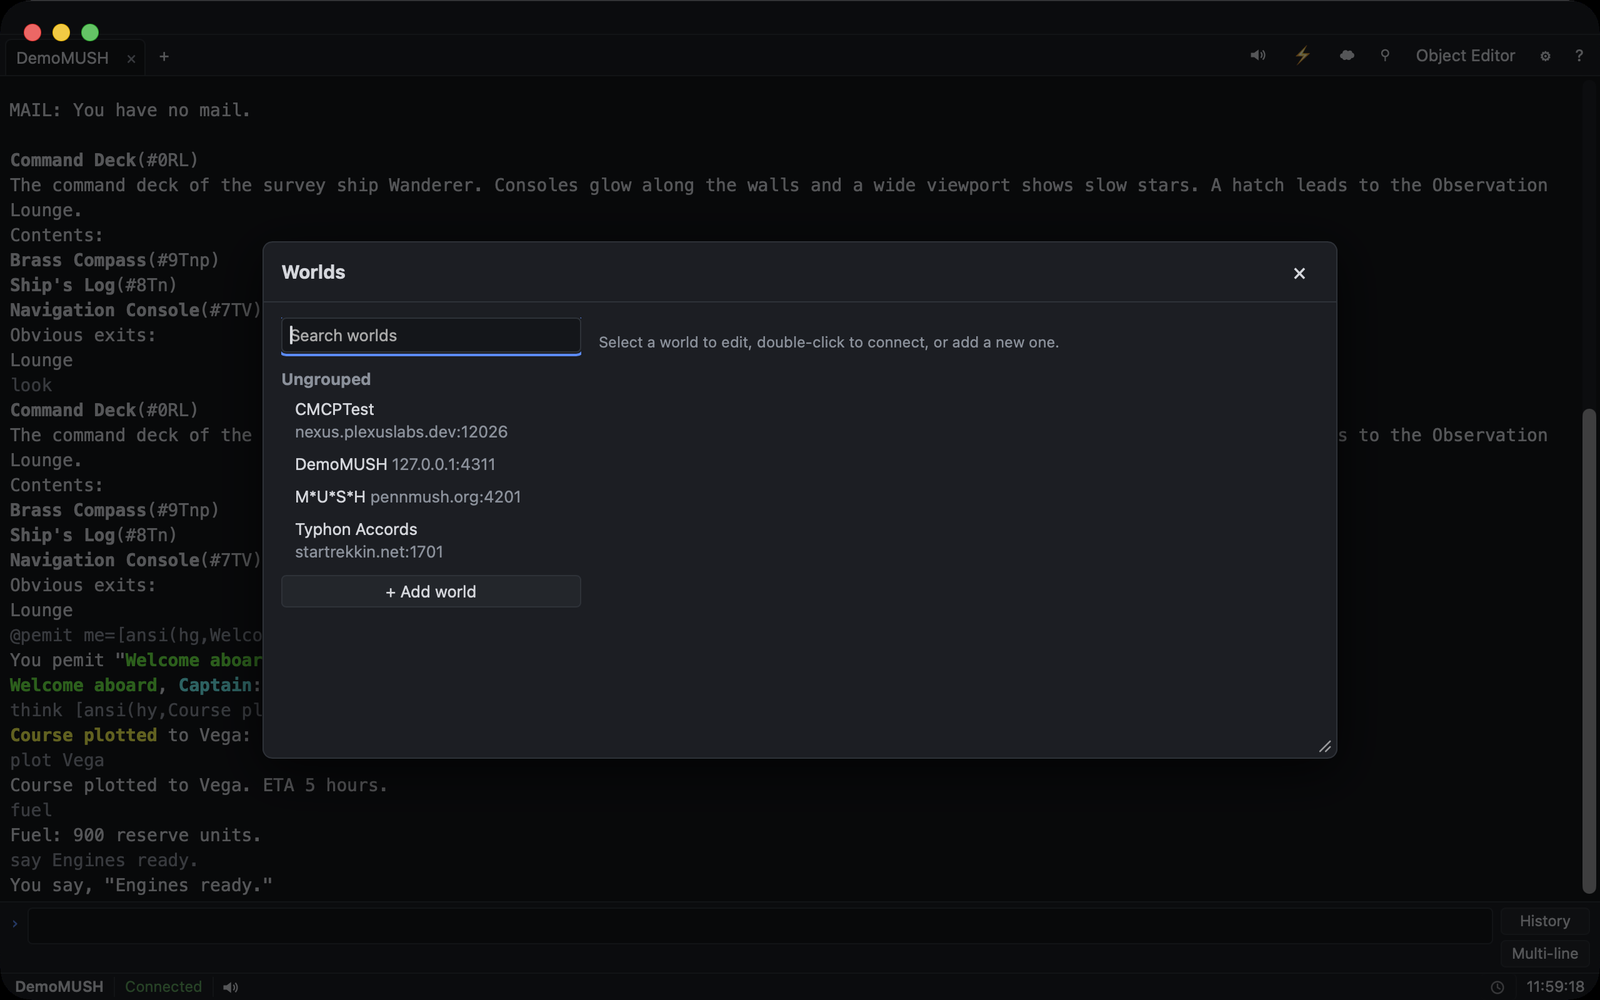 DemoMUSH × +
Object Editor ?
MAIL: You have no mail.
Command Deck(#0RL)
The command deck of the survey ship Wanderer. Consoles glow along the walls and a wide viewport shows slow stars. A hatch leads to the Observation
Lounge.
Contents:
Brass Compass(#9Tnp)
Ship's Log(#8Tn)
Navigation Console(#7TV)
Obvious exits:
Lounge
look
Command Deck(#0RL)
The command deck of the s to the Observation
Lounge.
Contents:
Brass Compass(#9Tnp)
Ship's Log(#8Tn)
Navigation Console(#7TV)
Obvious exits:
Lounge
@pemit me=[ansi(hg,Welco
You pemit "Welcome aboar
Welcome aboard, Captain:
think [ansi(hy,Course pl
Course plotted to Vega:
plot Vega
Course plotted to Vega. ETA 5 hours.
fuel
Fuel: 900 reserve units.
say Engines ready.
You say, "Engines ready."
Worlds
×
Search worlds
Select a world to edit, double-click to connect, or add a new one.
Ungrouped
CMCPTest
nexus.plexuslabs.dev:12026
DemoMUSH 127.0.0.1:4311
M*U*S*H pennmush.org:4201
Typhon Accords
startrekkin.net:1701
+ Add world
›
History
Multi-line
DemoMUSH Connected 11:59:18